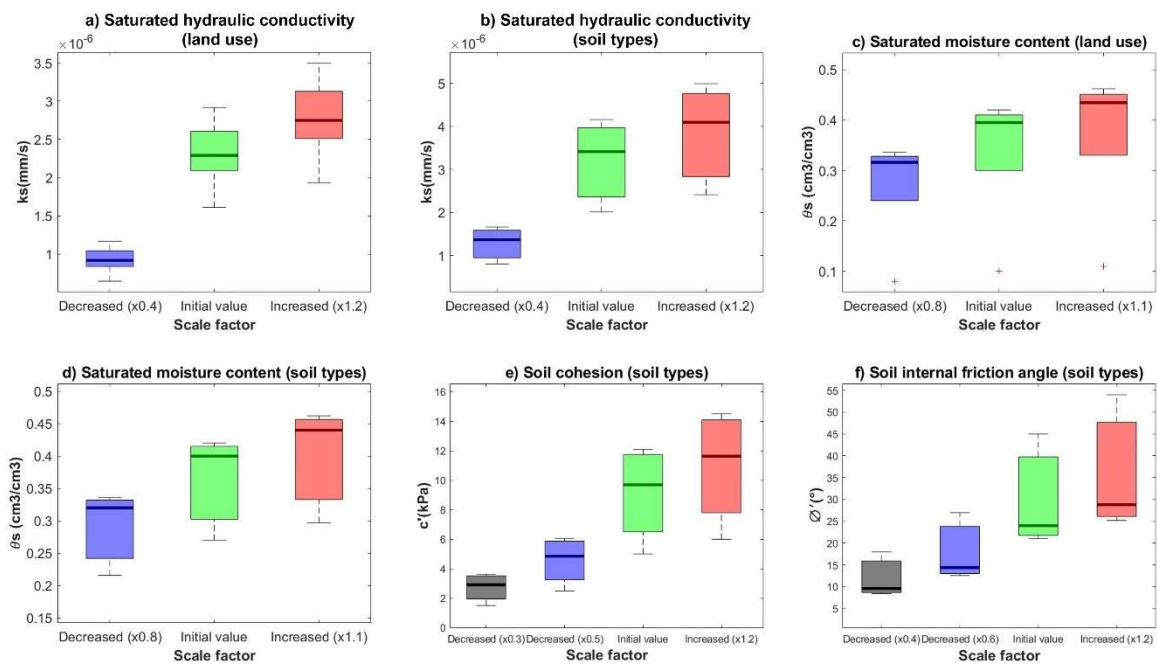 a) Saturated hydraulic conductivity
(land use)
×10⁻⁶
3.5
3
2.5
2
1.5
1
ks(mm/s)
Decreased (x0.4) Initial value Increased (x1.2)
Scale factor
b) Saturated hydraulic conductivity
(soil types)
×10⁻⁶
5
4
3
2
1
ks(mm/s)
Decreased (x0.4) Initial value Increased (x1.2)
Scale factor
c) Saturated moisture content (land use)
0.5
0.4
0.3
0.2
0.1
θs (cm3/cm3)
Decreased (x0.8) Initial value Increased (x1.1)
Scale factor
d) Saturated moisture content (soil types)
0.5
0.45
0.4
0.35
0.3
0.25
0.2
0.15
θs (cm3/cm3)
Decreased (x0.8) Initial value Increased (x1.1)
Scale factor
e) Soil cohesion (soil types)
16
14
12
10
8
6
4
2
0
c'(kPa)
Decreased (x0.3) Decreased (x0.5) Initial value Increased (x1.2)
Scale factor
f) Soil internal friction angle (soil types)
55
50
45
40
35
30
25
20
15
10
5
∅'(°)
Decreased (x0.4) Decreased (x0.6) Initial value Increased (x1.2)
Scale factor